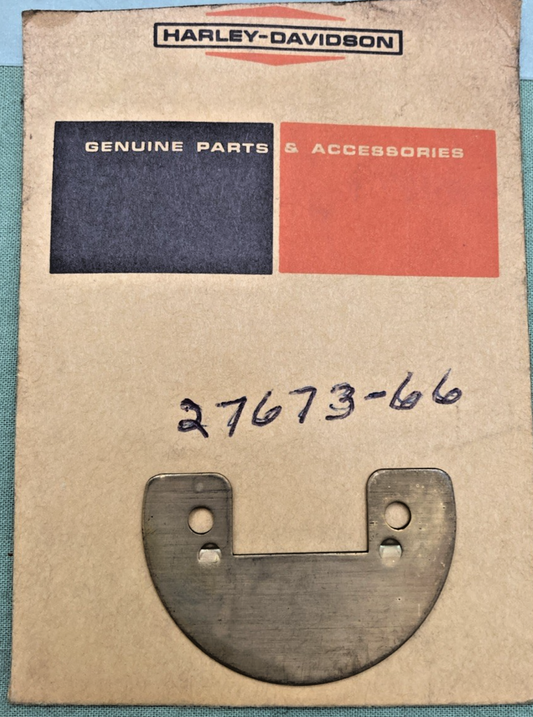 HARLEY-DAVIDSON
GENUINE PARTS & ACCESSORIES
27673-66